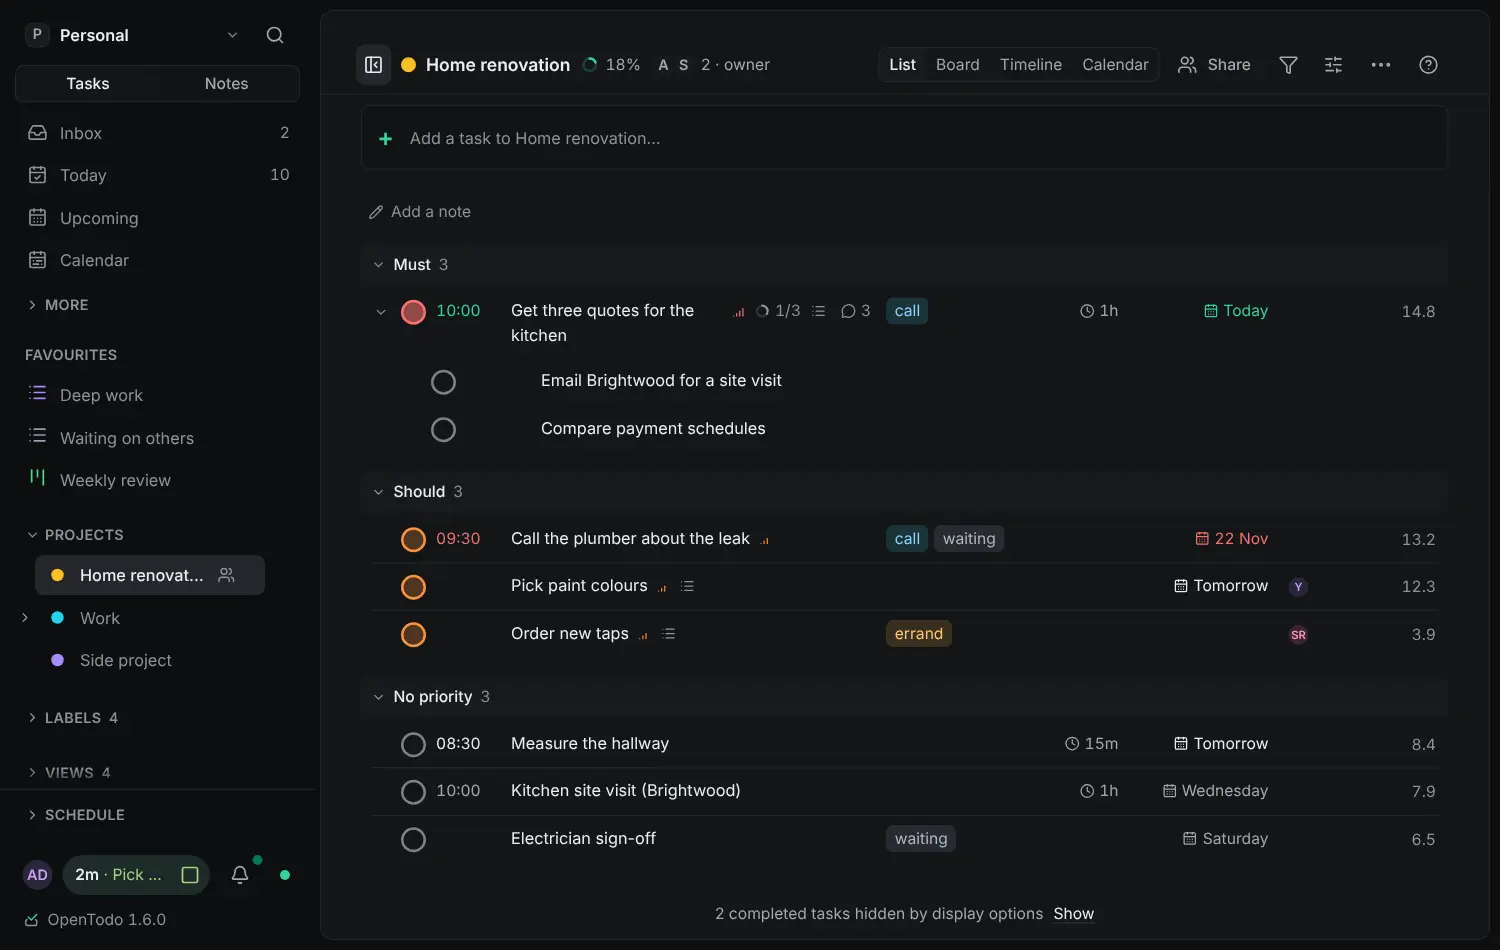 P Personal
Tasks Notes
Inbox 2
Today 10
Upcoming
Calendar
MORE
FAVOURITES
Deep work
Waiting on others
Weekly review
PROJECTS
Home renovat...
Work
Side project
LABELS 4
VIEWS 4
SCHEDULE
AD 2m · Pick ...
OpenTodo 1.6.0
Home renovation 18% A S 2 · owner List Board Timeline Calendar Share
Add a task to Home renovation...
Add a note
Must 3
10:00 Get three quotes for the kitchen 1/3 3 call 1h Today 14.8
Email Brightwood for a site visit
Compare payment schedules
Should 3
09:30 Call the plumber about the leak call waiting 22 Nov 13.2
Pick paint colours Tomorrow Y 12.3
Order new taps errand SR 3.9
No priority 3
08:30 Measure the hallway 15m Tomorrow 8.4
10:00 Kitchen site visit (Brightwood) 1h Wednesday 7.9
Electrician sign-off waiting Saturday 6.5
2 completed tasks hidden by display options Show